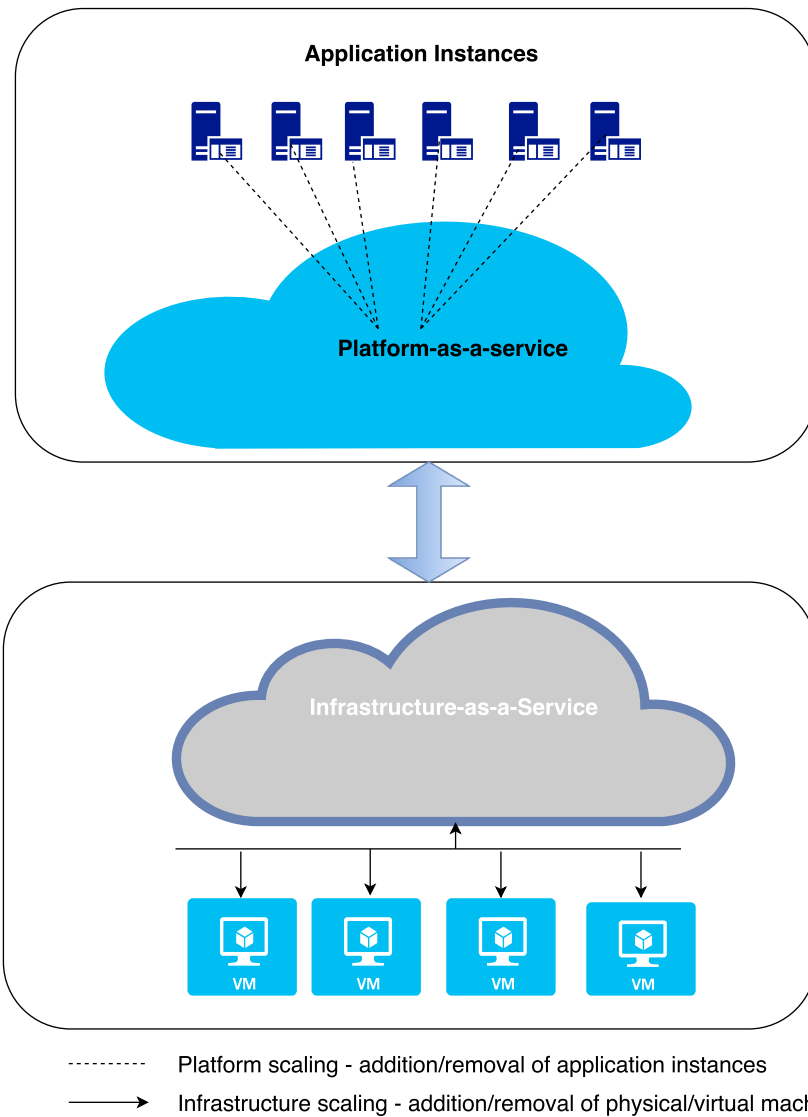 Application Instances
Platform-as-a-service
Infrastructure-as-a-Service
VM VM VM VM
Platform scaling - addition/removal of application instances
Infrastructure scaling - addition/removal of physical/virtual mach